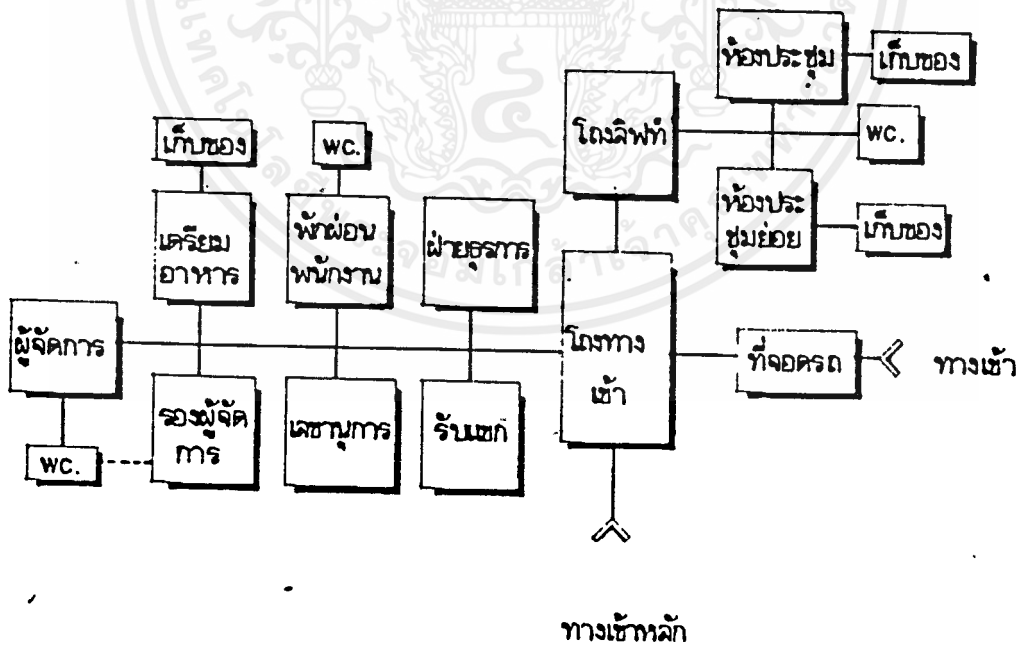 ห้องประชุม
เก็บของ
โถงลิฟท์
wc.
เก็บของ
wc.
ห้องประ
ชุมย่อย
เก็บของ
เตรียม
อาหาร
พักผ่อน
พนักงาน
ฝ่ายธุรการ
ผู้จัดการ
โถงทาง
เข้า
ที่จอดรถ
ทางเข้า
รองผู้จัด
การ
เลขานุการ
รับแขก
wc.
ทางเข้าหลัก